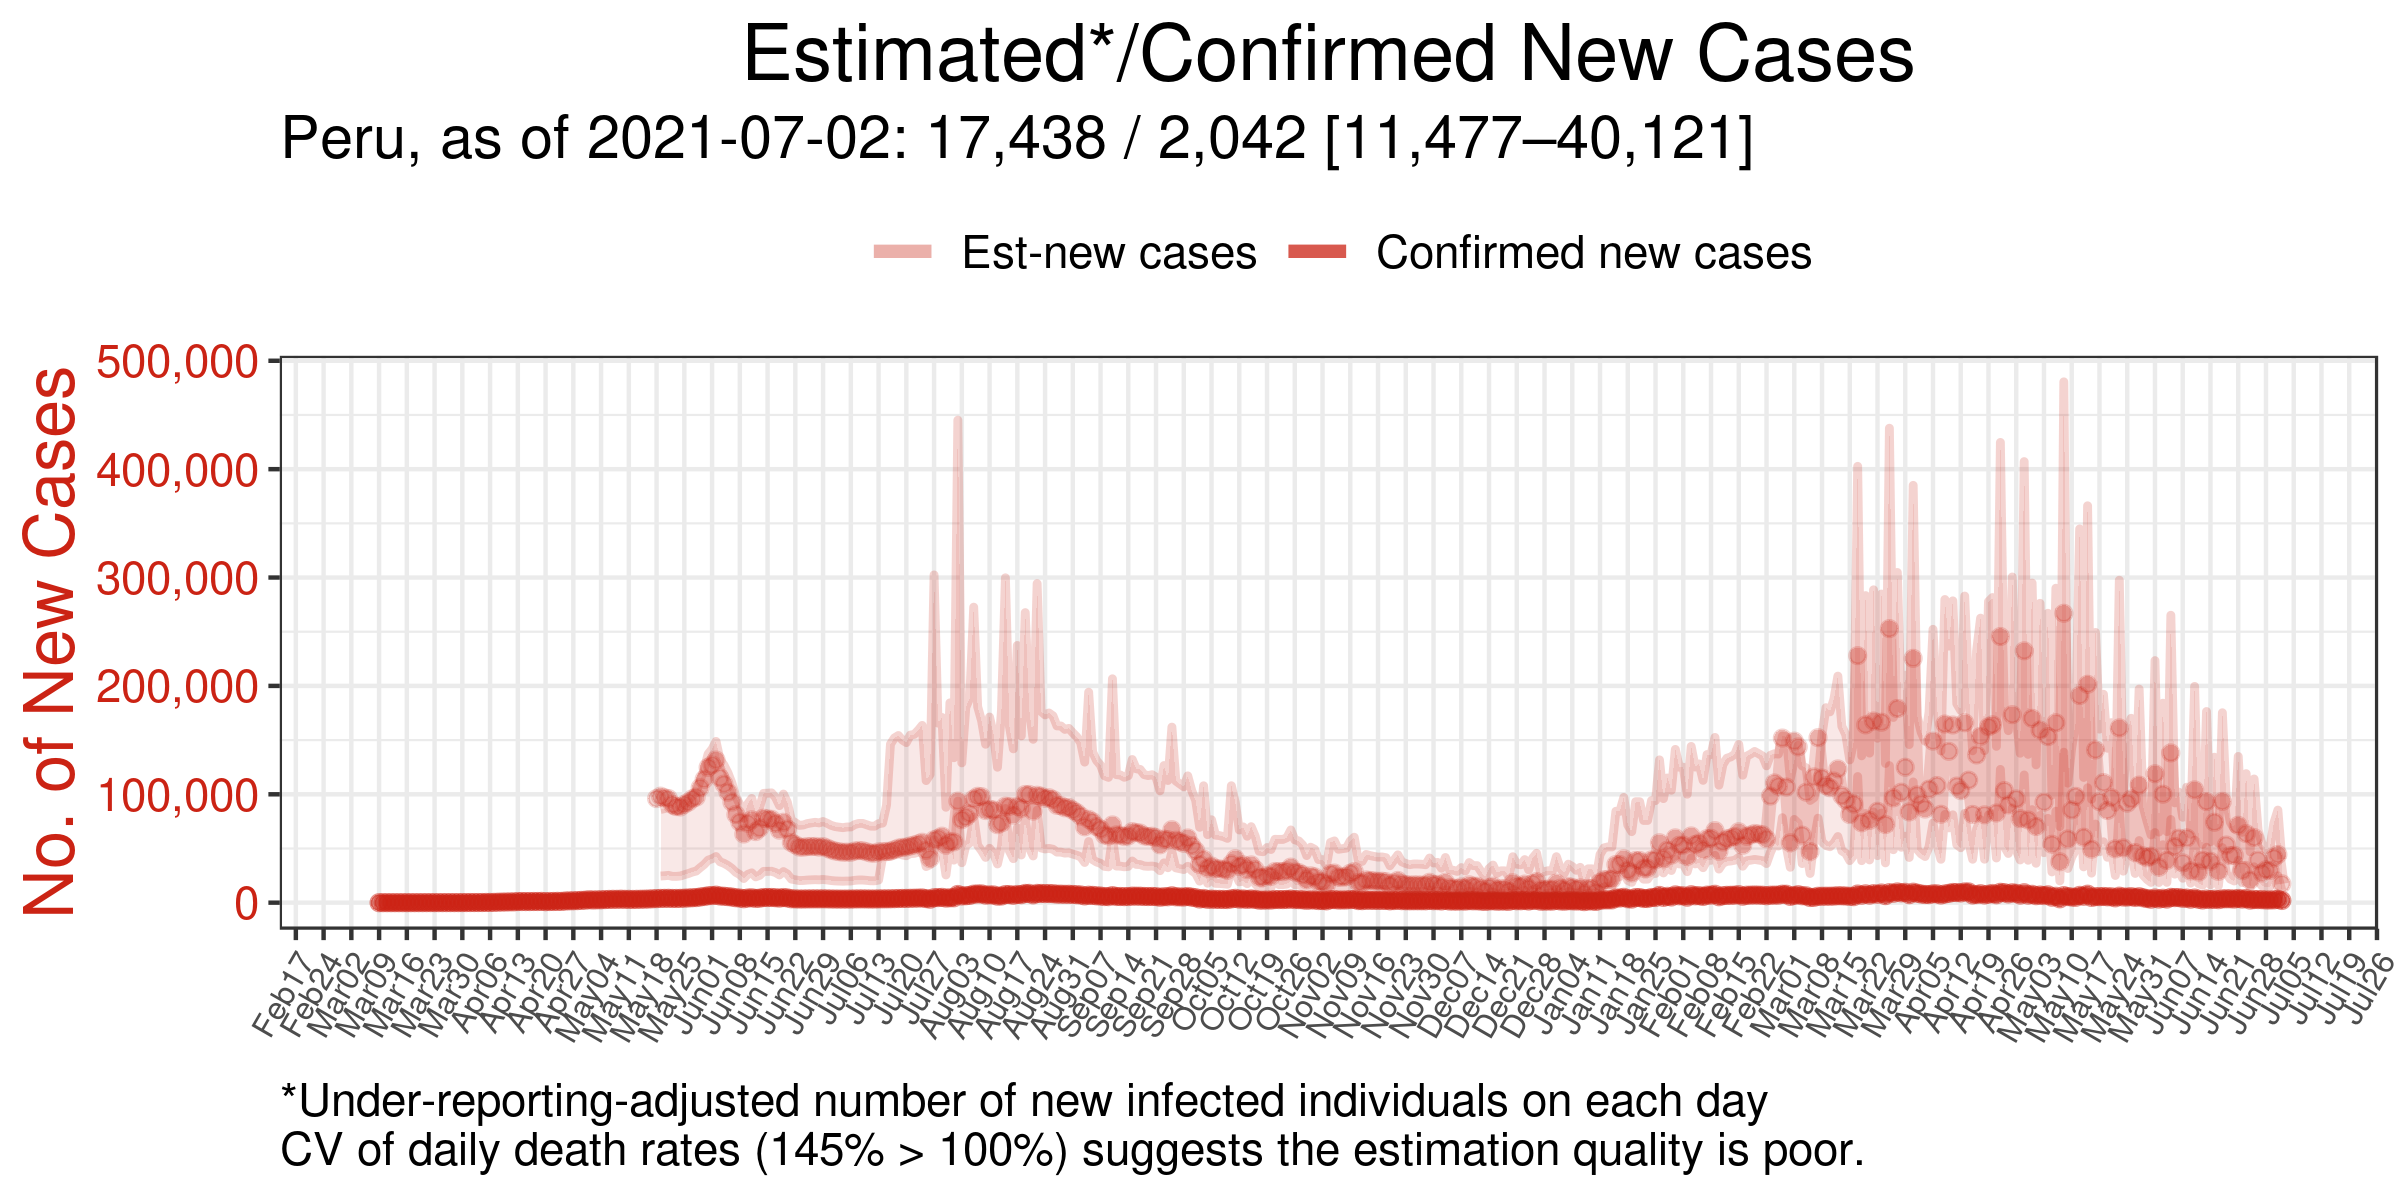 Estimated*/Confirmed New Cases
Peru, as of 2021-07-02: 17,438 / 2,042 [11,477–40,121]
Est-new cases
Confirmed new cases
No. of New Cases
500,000
400,000
300,000
200,000
100,000
0
Feb17
Feb24
Mar02
Mar09
Mar16
Mar23
Mar30
Apr06
Apr13
Apr20
Apr27
May04
May11
May18
May25
Jun01
Jun08
Jun15
Jun22
Jun29
Jul06
Jul13
Jul20
Jul27
Aug03
Aug10
Aug17
Aug24
Aug31
Sep07
Sep14
Sep21
Sep28
Oct05
Oct12
Oct19
Oct26
Nov02
Nov09
Nov16
Nov23
Nov30
Dec07
Dec14
Dec21
Dec28
Jan04
Jan11
Jan18
Jan25
Feb01
Feb08
Feb15
Feb22
Mar01
Mar08
Mar15
Mar22
Mar29
Apr05
Apr12
Apr19
Apr26
May03
May10
May17
May24
May31
Jun07
Jun14
Jun21
Jun28
Jul05
Jul12
Jul19
Jul26
*Under-reporting-adjusted number of new infected individuals on each day
CV of daily death rates (145% > 100%) suggests the estimation quality is poor.